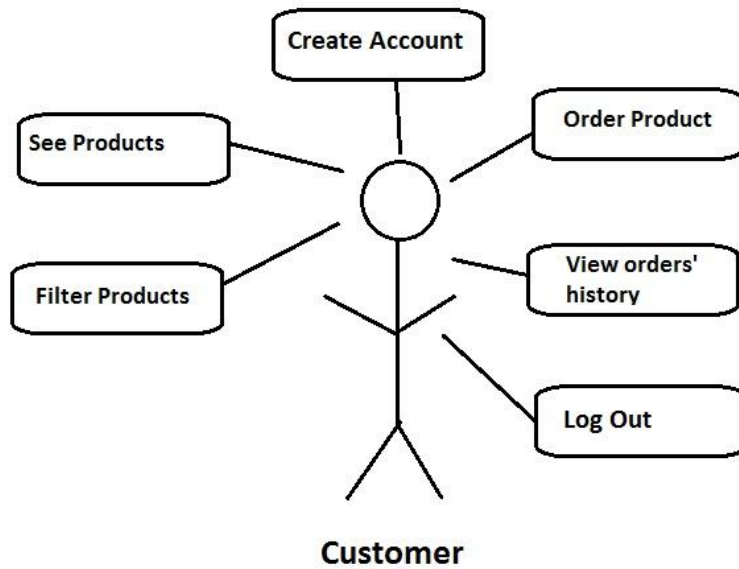 Create Account
See Products
Order Product
Filter Products
View orders'
history
Log Out
Customer